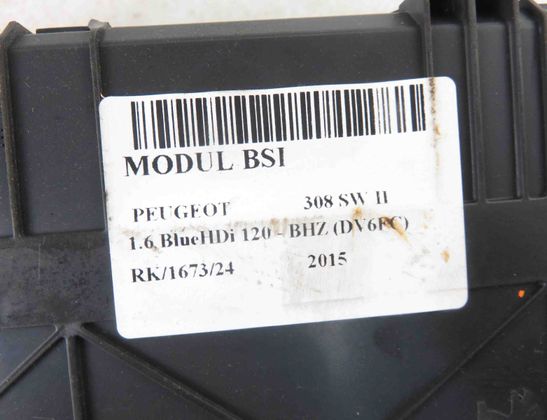 MODUL BSI
PEUGEOT 308 SW II
1.6 BlueHDi 120 - BHZ (DV6FC)
RK/1673/24 2015